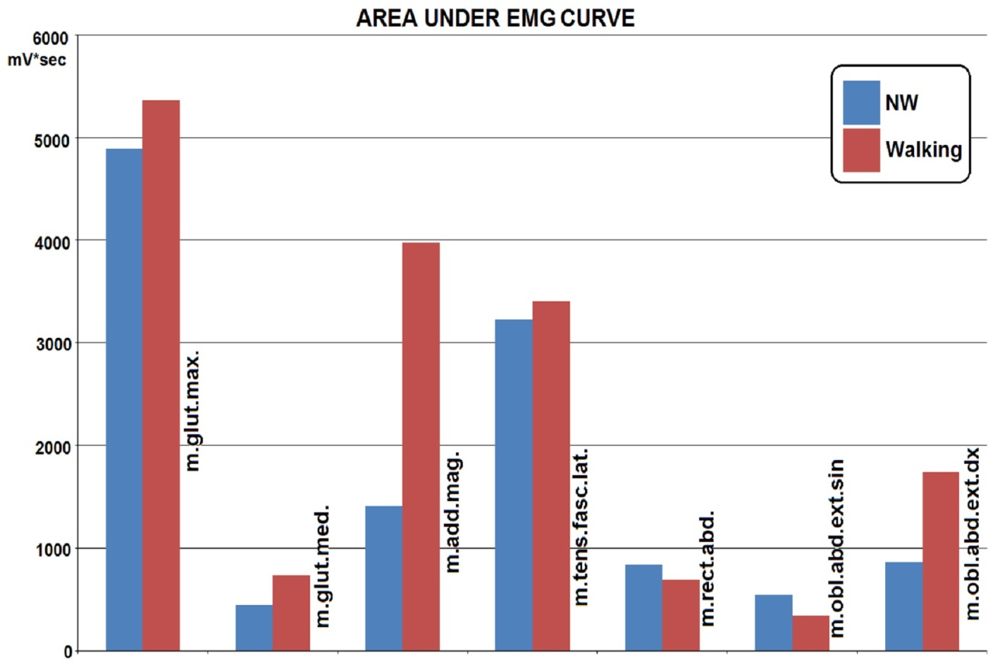 AREA UNDER EMG CURVE
6000
mV*sec
5000
4000
3000
2000
1000
0
NW
Walking
m.glut.max.
m.glut.med.
m.add.mag.
m.tens.fasc.lat.
m.rect.abd.
m.obl.abd.ext.sin
m.obl.abd.ext.dx